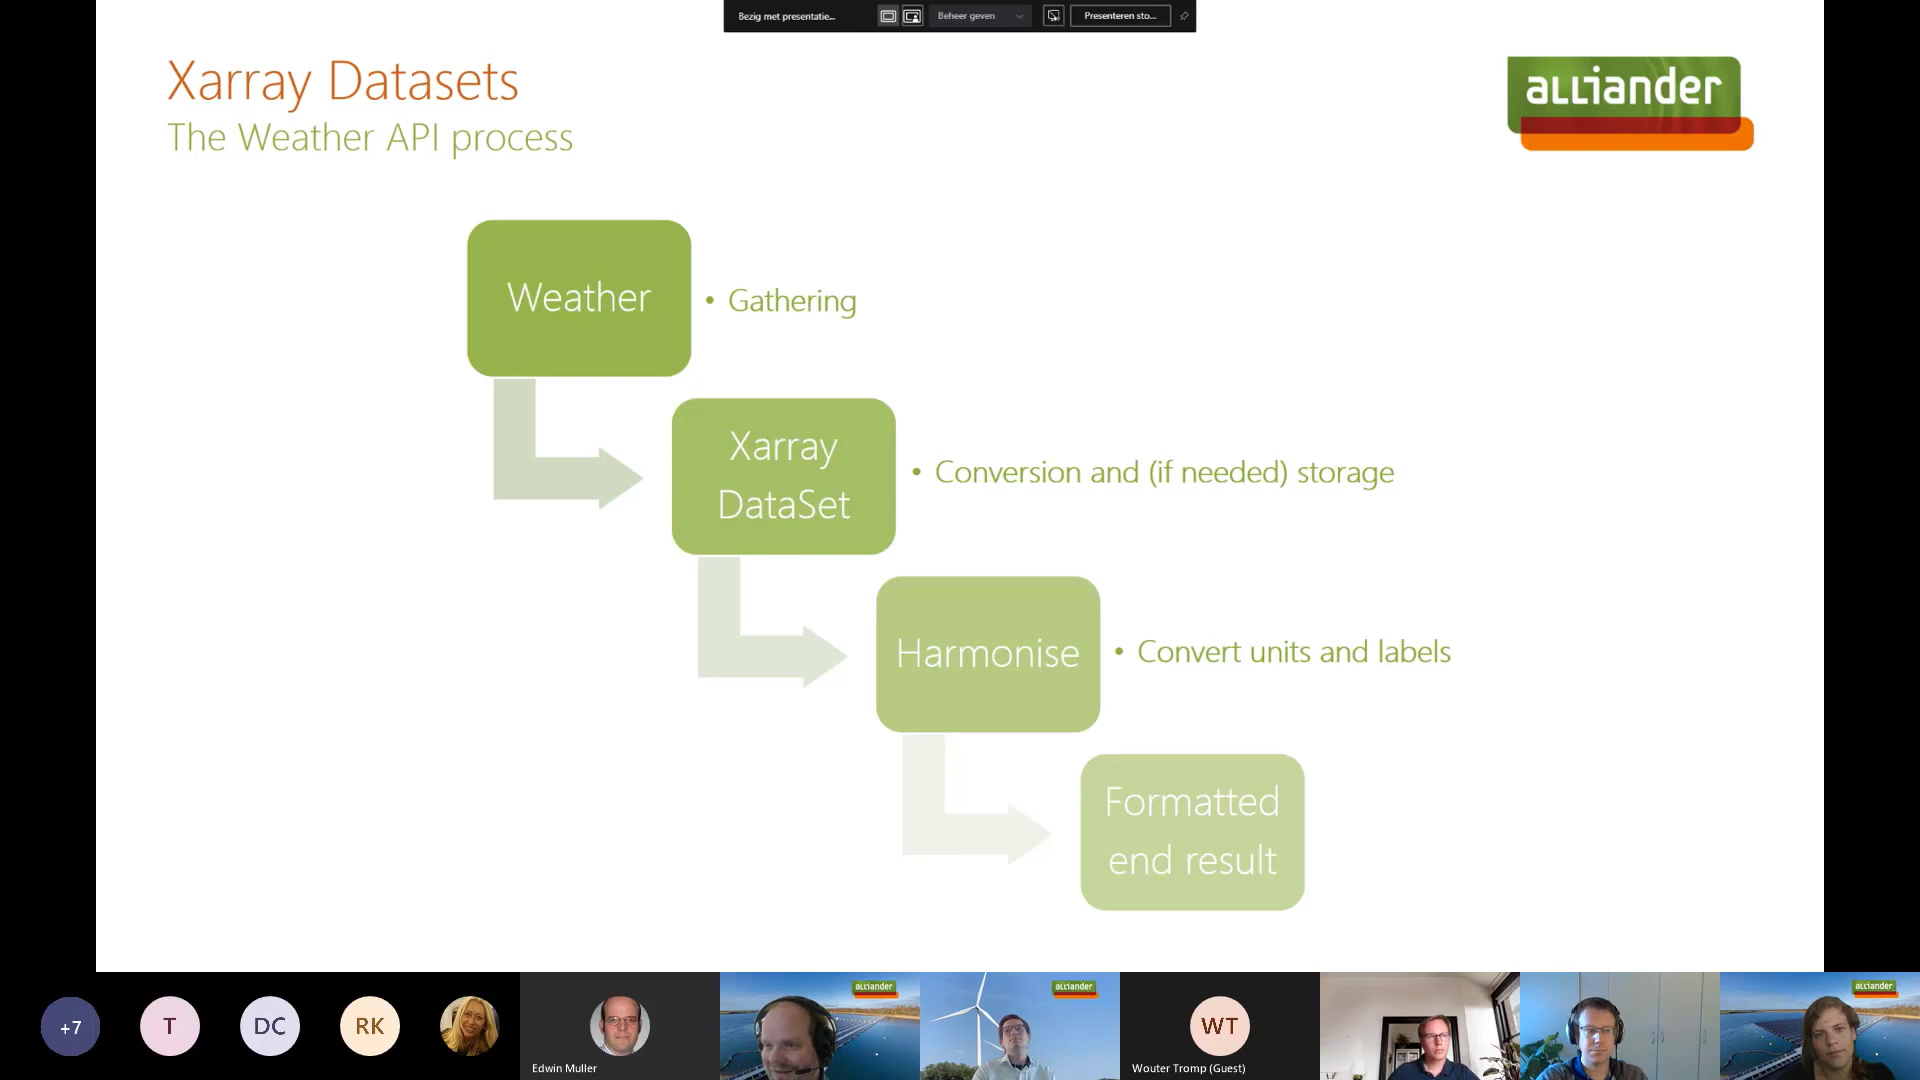 Bezig met presentatie...
Beheer geven
Presenteren sto...
Xarray Datasets
The Weather API process
alliander
Weather
• Gathering
Xarray
DataSet
• Conversion and (if needed) storage
Harmonise
• Convert units and labels
Formatted
end result
+7
T
DC
RK
Edwin Muller
alliander
alliander
WT
Wouter Tromp (Guest)
alliander